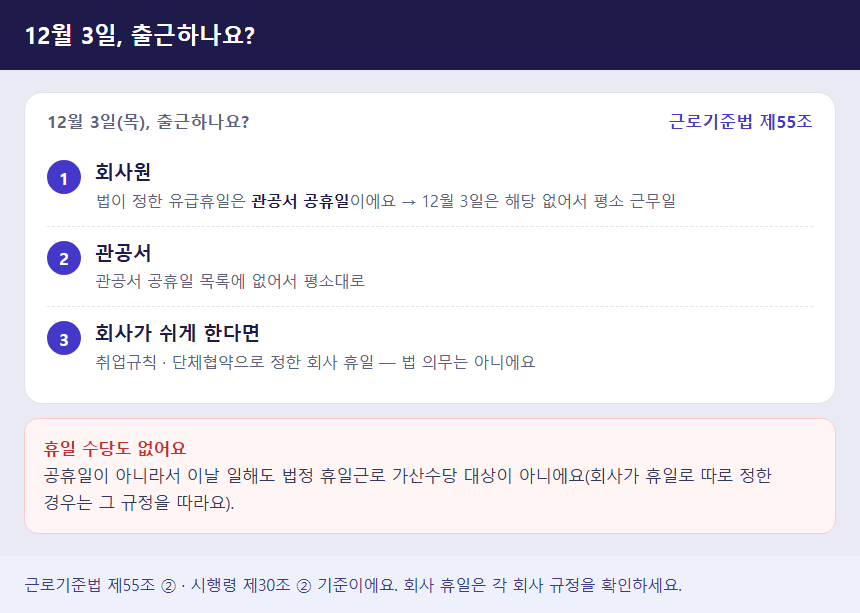 12월 3일, 출근하나요?
12월 3일(목), 출근하나요?
근로기준법 제55조
1
회사원
법이 정한 유급휴일은 관공서 공휴일이에요 → 12월 3일은 해당 없어서 평소 근무일
2
관공서
관공서 공휴일 목록에 없어서 평소대로
3
회사가 쉬게 한다면
취업규칙 · 단체협약으로 정한 회사 휴일 — 법 의무는 아니에요
휴일 수당도 없어요
공휴일이 아니라서 이날 일해도 법정 휴일근로 가산수당 대상이 아니에요(회사가 휴일로 따로 정한
경우는 그 규정을 따라요).
근로기준법 제55조 ② · 시행령 제30조 ② 기준이에요. 회사 휴일은 각 회사 규정을 확인하세요.